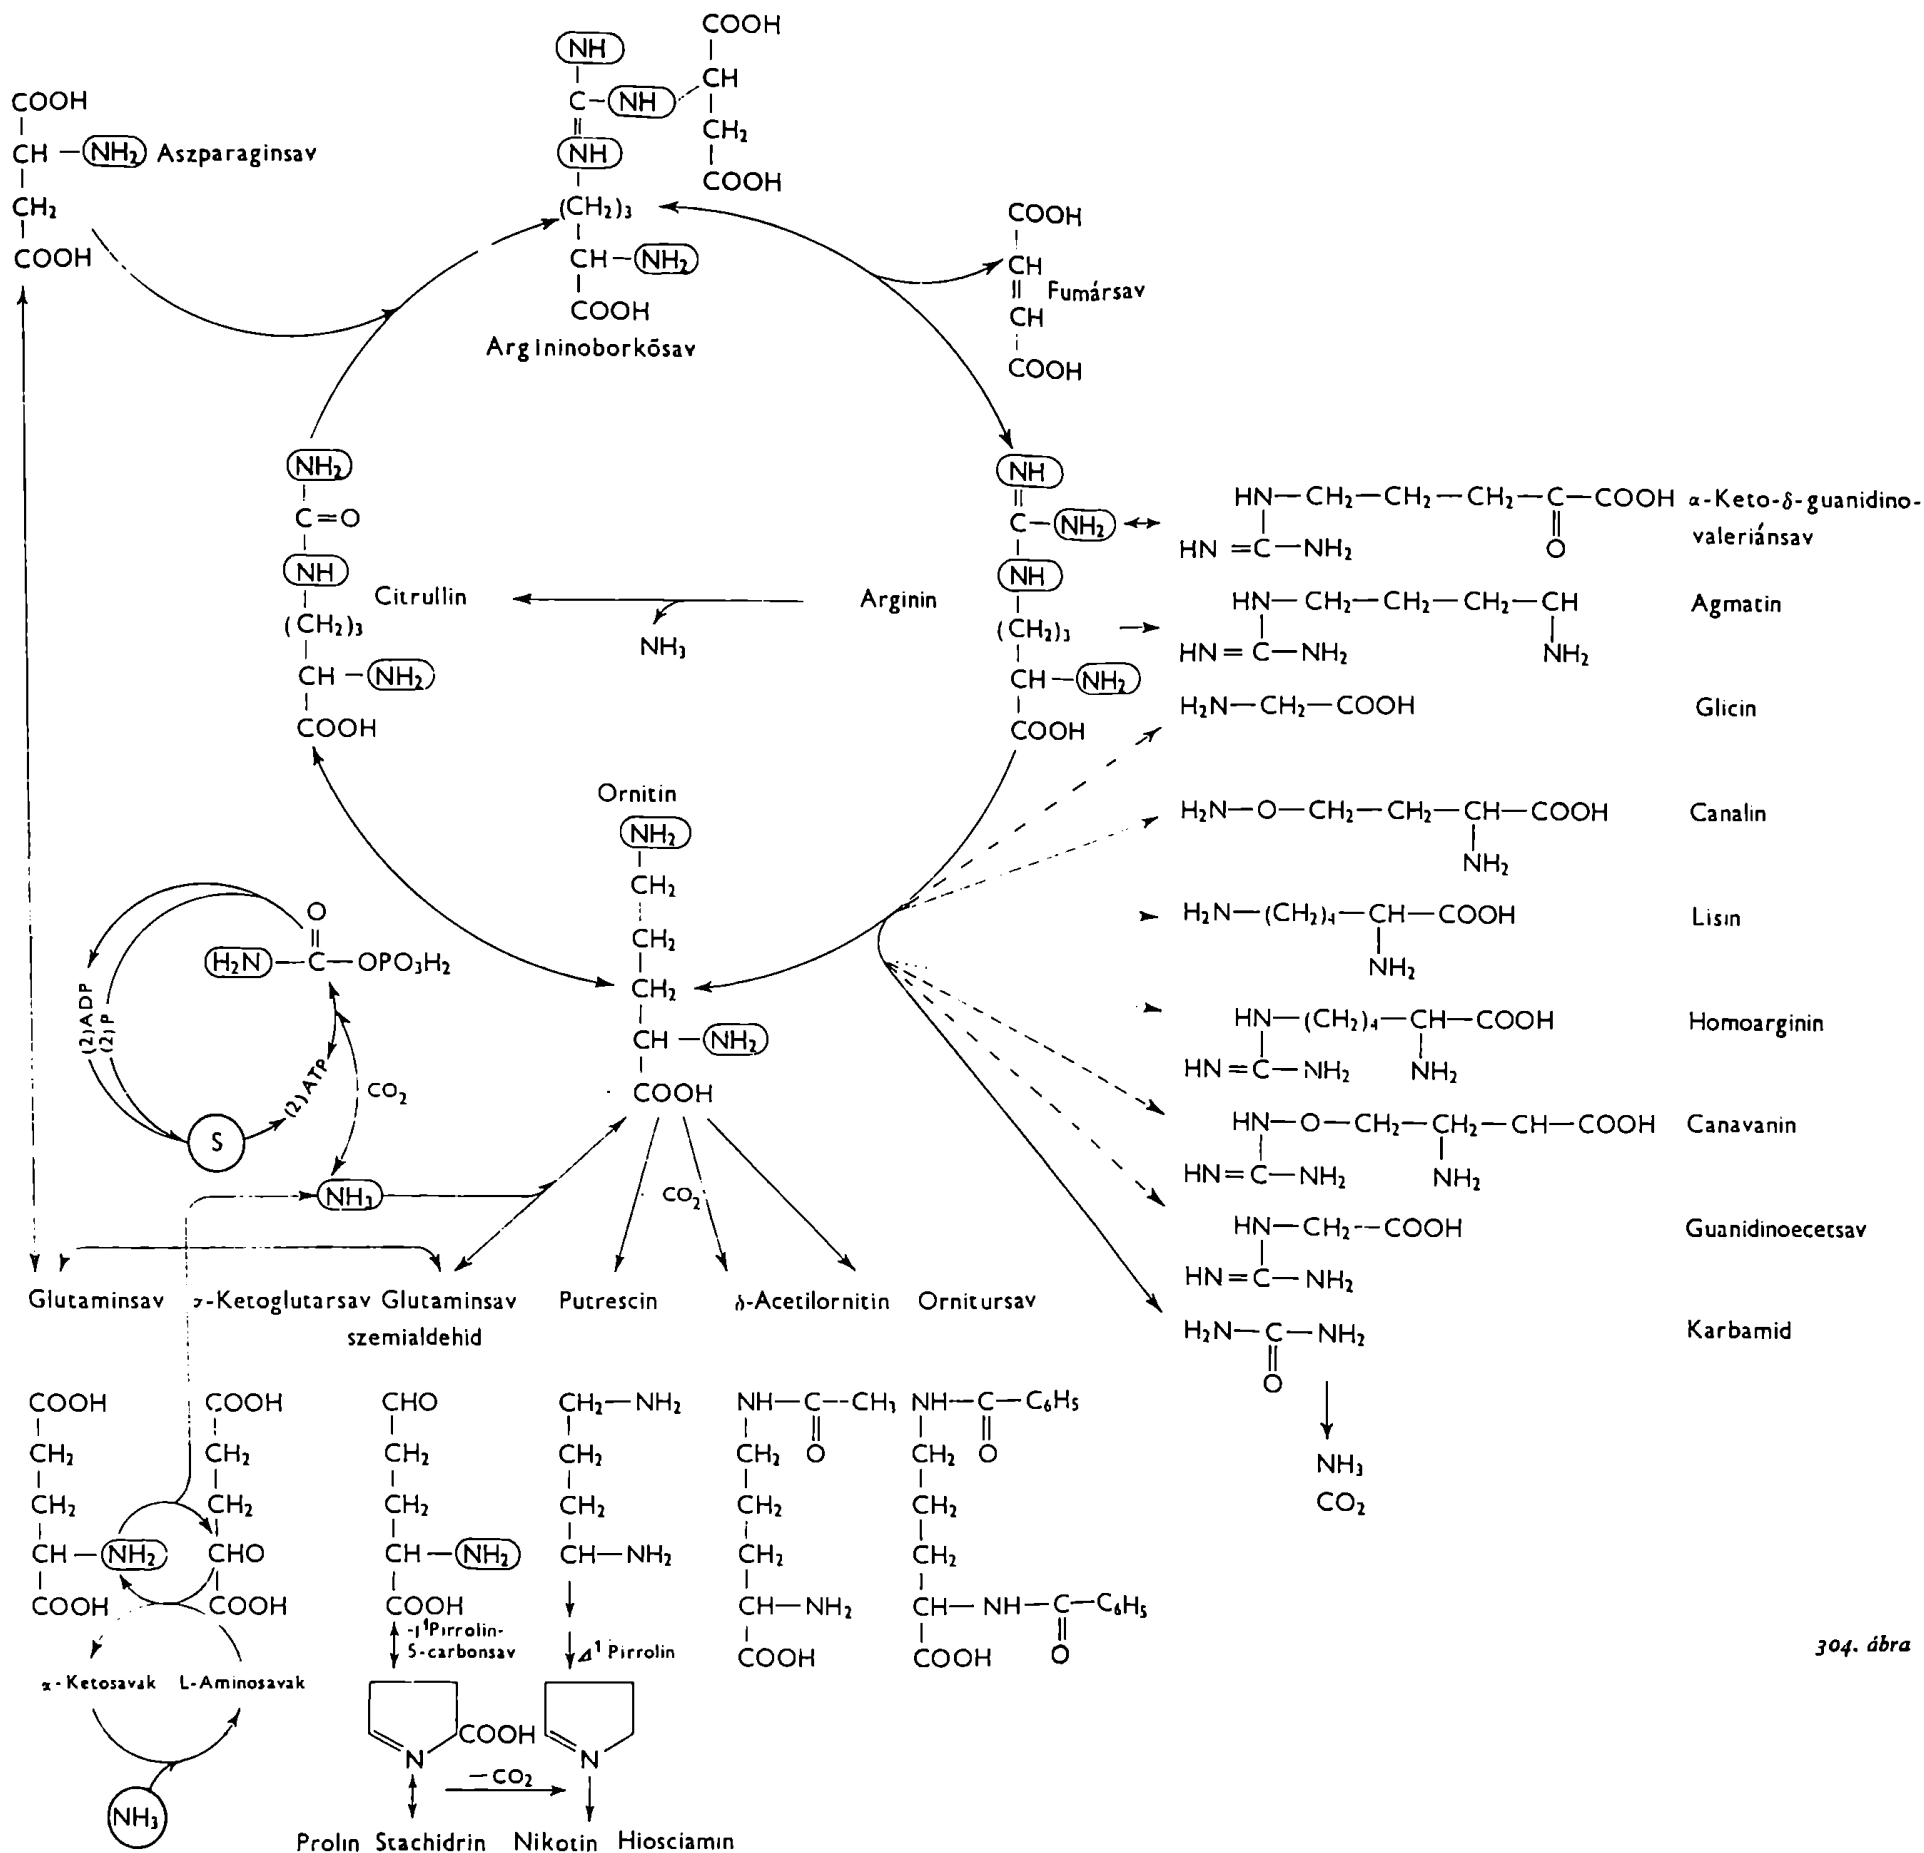 COOH
CH—NH₂ Aszparaginsav
CH₂
COOH
NH
C—NH
NH
(CH₂)₃
CH—NH₂
COOH
COOH
CH
CH₂
COOH
Argininoborkősav
COOH
CH
CH
COOH
Fumársav
NH₂
C=O
NH
(CH₂)₃
CH—NH₂
COOH
Citrullin
NH₃
Arginin
NH
C—NH₂
NH
(CH₂)₃
CH—NH₂
COOH
HN—CH₂—CH₂—CH₂—C—COOH α-Keto-δ-guanidino-
valeriánsav
HN=C—NH₂ O
HN—CH₂—CH₂—CH₂—CH Agmatin
HN=C—NH₂ NH₂
H₂N—CH₂—COOH Glicin
H₂N—O—CH₂—CH₂—CH—COOH Canalin
NH₂
H₂N—(CH₂)₄—CH—COOH Lisin
NH₂
HN—(CH₂)₄—CH—COOH Homoarginin
HN=C—NH₂ NH₂
HN—O—CH₂—CH₂—CH—COOH Canavanin
HN=C—NH₂ NH₂
HN—CH₂--COOH Guanidinoecetsav
HN=C—NH₂
H₂N—C—NH₂ Karbamid
O
NH₃
CO₂
Ornitin
NH₂
CH₂
CH₂
CH₂
CH—NH₂
COOH
O
H₂N—C—OPO₃H₂
(2)ADP
(2)P
(2)ATP
CO₂
S
NH₃
CO₂
Glutaminsav
α-Ketoglutarsav
Glutaminsav
szemialdehid
Putrescin
δ-Acetilornitin
Ornitursav
COOH
CH₂
CH₂
CH—NH₂
COOH
COOH
CH₂
CH₂
CHO
COOH
CHO
CH₂
CH₂
CH—NH₂
COOH
CH₂—NH₂
CH₂
CH₂
CH—NH₂
NH—C--CH₃
O
CH₂
CH₂
CH₂
CH—NH₂
COOH
NH—C—C₆H₅
O
CH₂
CH₂
CH₂
CH—NH—C—C₆H₅
COOH O
α-Ketosavak L-Aminosavak
NH₃
¹Pirrolin-
5-carbonsav
Δ¹ Pirrolin
COOH
N
N
—CO₂
Prolin Stachidrin Nikotin Hiosciamin
304. ábra